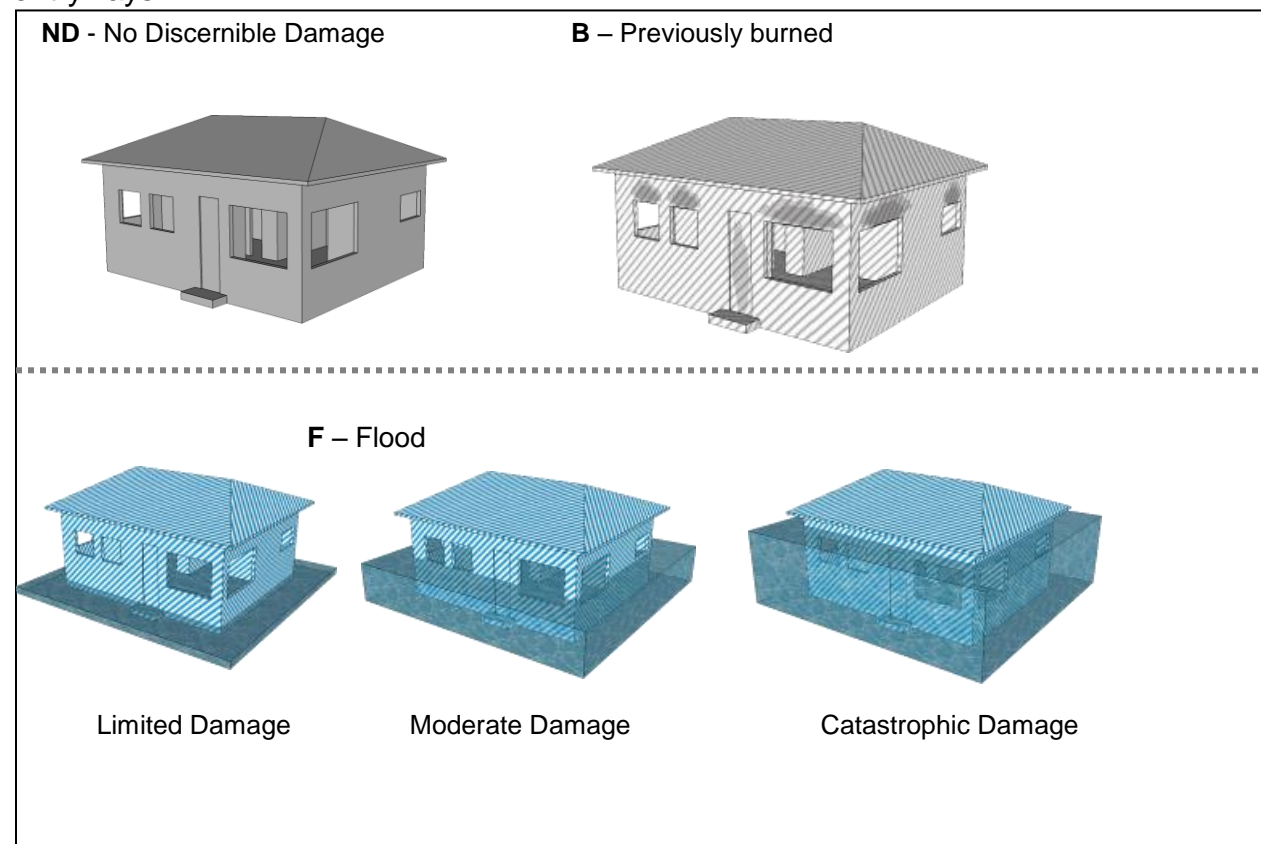 ND - No Discernible Damage
B – Previously burned
F – Flood
Limited Damage
Moderate Damage
Catastrophic Damage